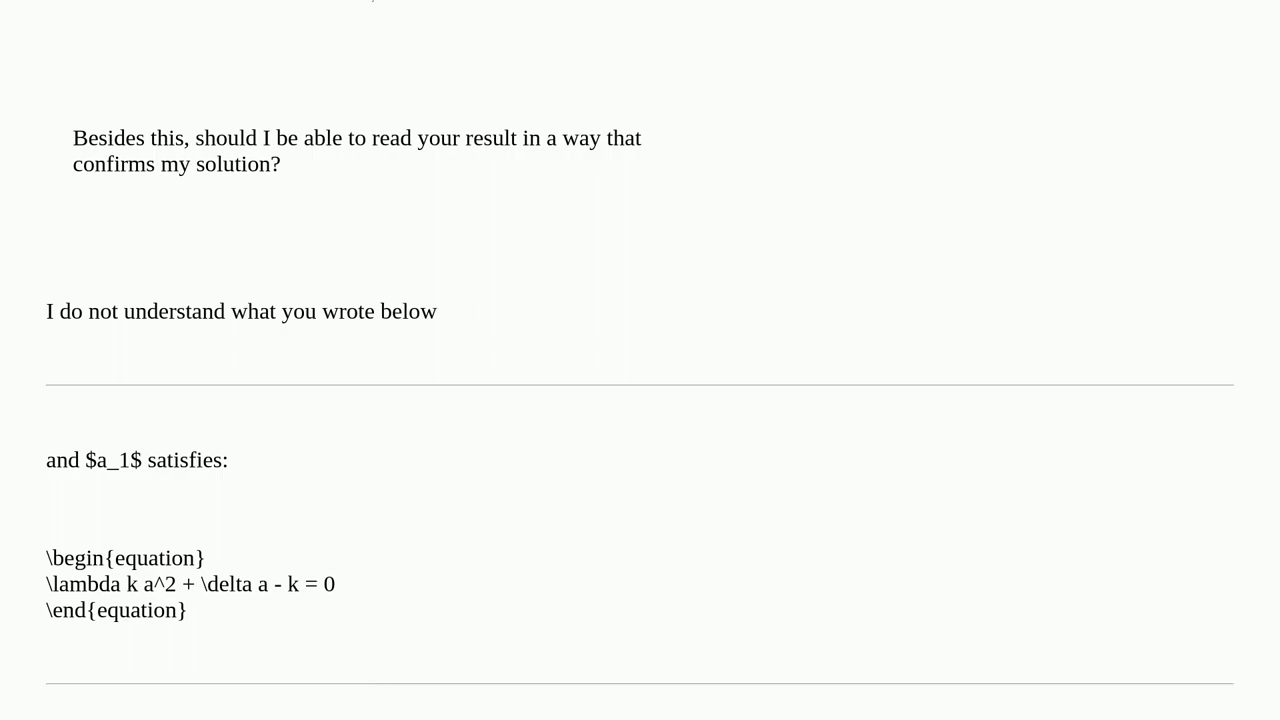 Besides this, should I be able to read your result in a way that
confirms my solution?
I do not understand what you wrote below
and $a_1$ satisfies:
\begin{equation}
\lambda k a^2 + \delta a - k = 0
\end{equation}